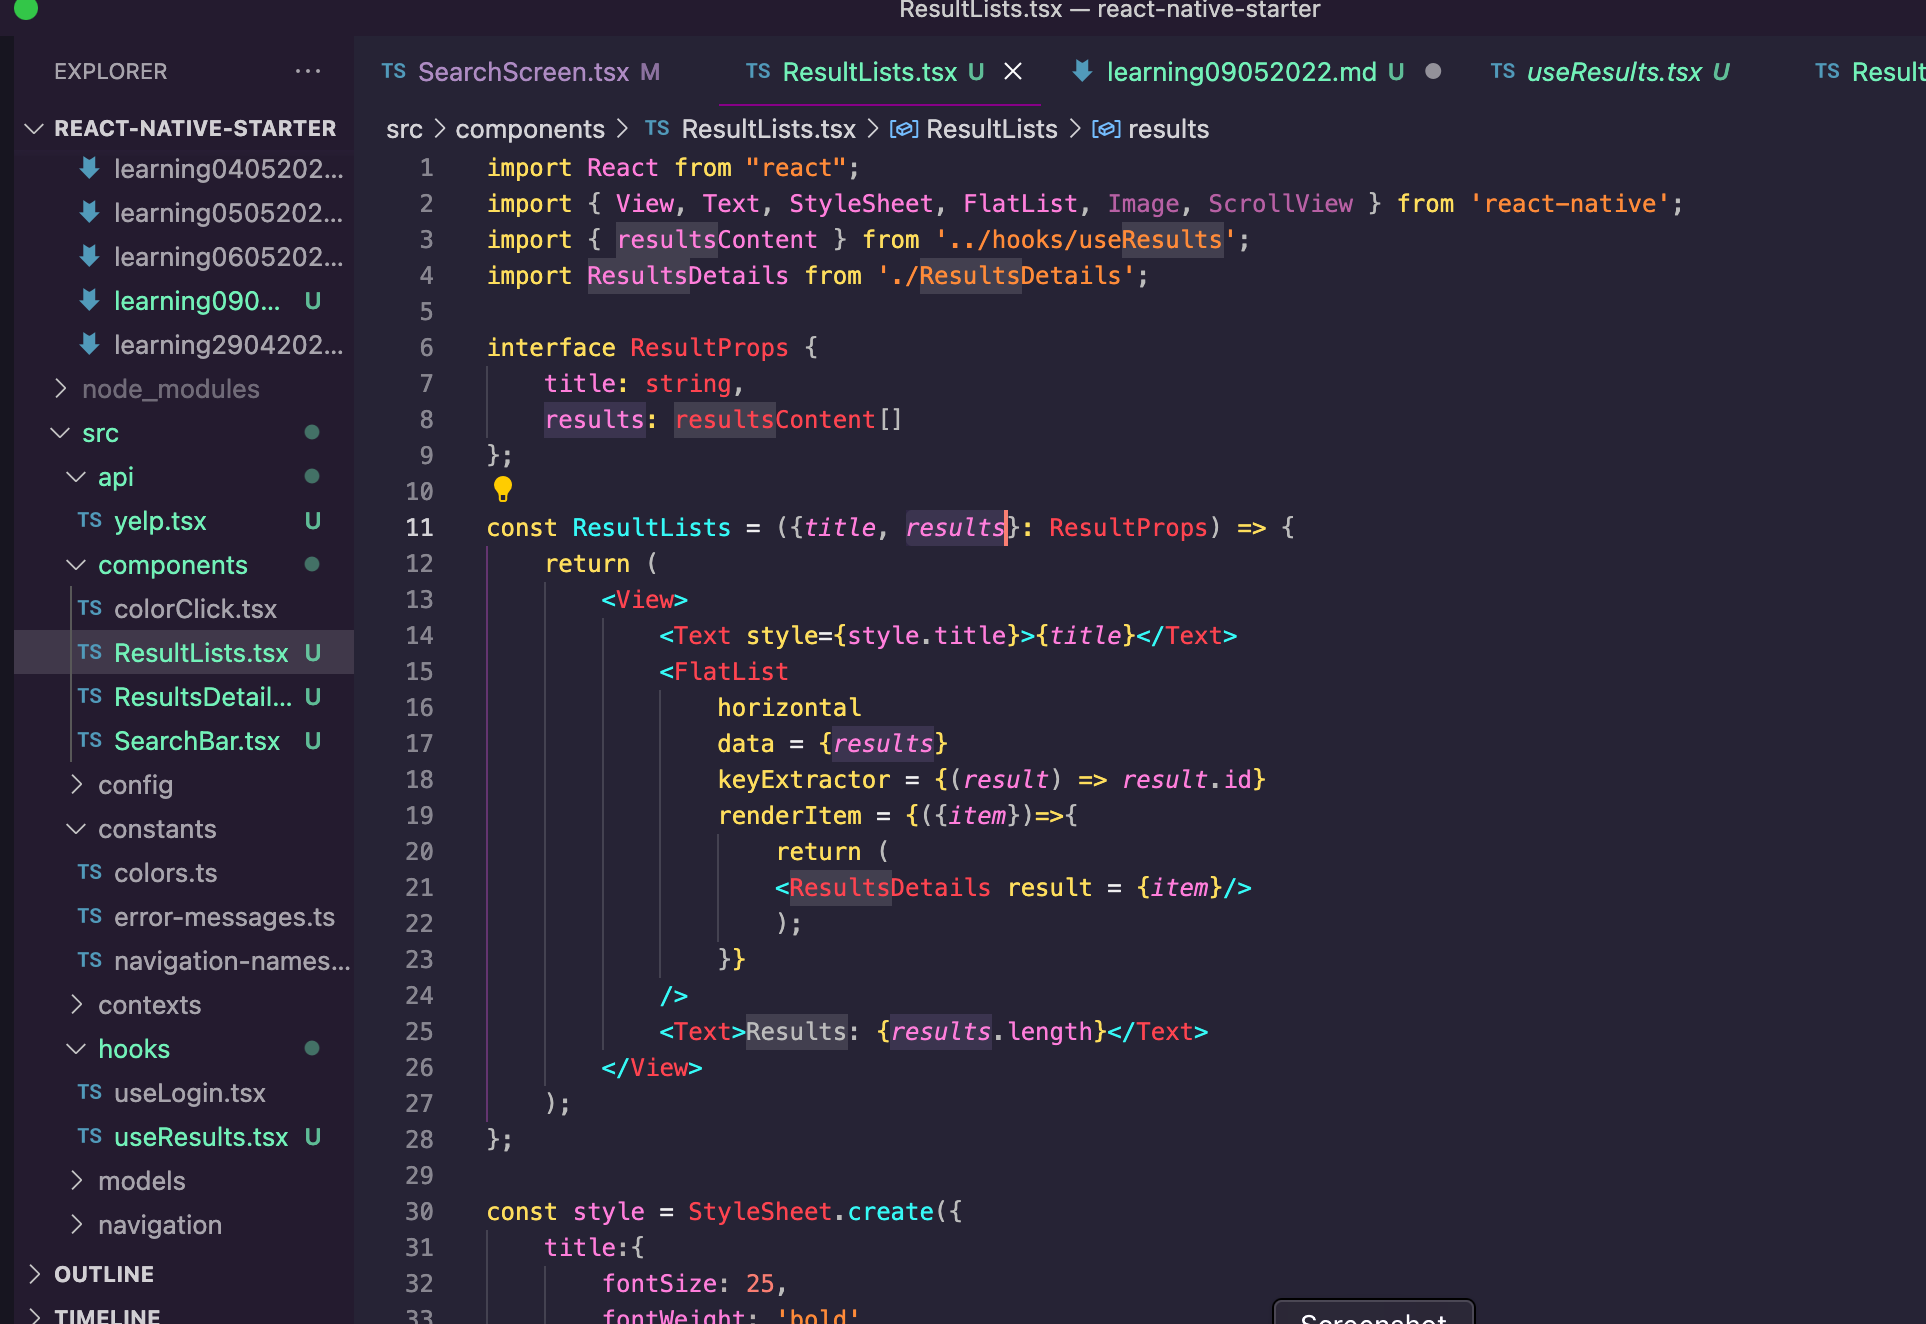 ResultLists.tsx — react-native-starter
EXPLORER ···
TS SearchScreen.tsx M
TS ResultLists.tsx U
learning09052022.md U
TS useResults.tsx U
TS Result
REACT-NATIVE-STARTER
learning0405202...
learning0505202...
learning0605202...
learning090... U
learning2904202...
node_modules
src
api
TS yelp.tsx U
components
TS colorClick.tsx
TS ResultLists.tsx U
TS ResultsDetail... U
TS SearchBar.tsx U
config
constants
TS colors.ts
TS error-messages.ts
TS navigation-names...
contexts
hooks
TS useLogin.tsx
TS useResults.tsx U
models
navigation
OUTLINE
TIMELINE
src > components > TS ResultLists.tsx > ResultLists > results
1 import React from "react";
2 import { View, Text, StyleSheet, FlatList, Image, ScrollView } from 'react-native';
3 import { resultsContent } from '../hooks/useResults';
4 import ResultsDetails from './ResultsDetails';
5
6 interface ResultProps {
7 title: string,
8 results: resultsContent[]
9 };
10
11 const ResultLists = ({title, results}: ResultProps) => {
12 return (
13 <View>
14 <Text style={style.title}>{title}</Text>
15 <FlatList
16 horizontal
17 data = {results}
18 keyExtractor = {(result) => result.id}
19 renderItem = {({item})=>{
20 return (
21 <ResultsDetails result = {item}/>
22 );
23 }}
24 />
25 <Text>Results: {results.length}</Text>
26 </View>
27 );
28 };
29
30 const style = StyleSheet.create({
31 title:{
32 fontSize: 25,
33 fontWeight: 'bold'
Screenshot